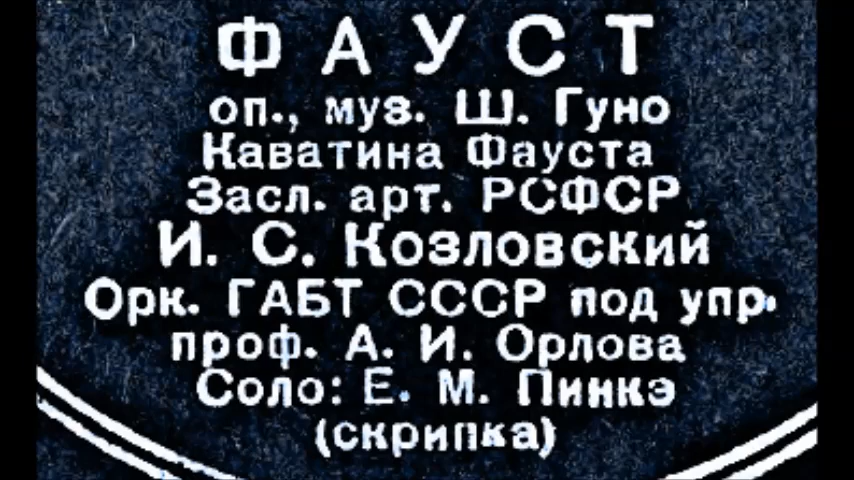 ФАУСТ
оп., муз. Ш. Гуно
Каватина Фауста
Засл. арт. РСФСР
И. С. Козловский
Орк. ГАБТ СССР под упр.
проф. А. И. Орлова
Соло: Е. М. Пинкэ
(скрипка)